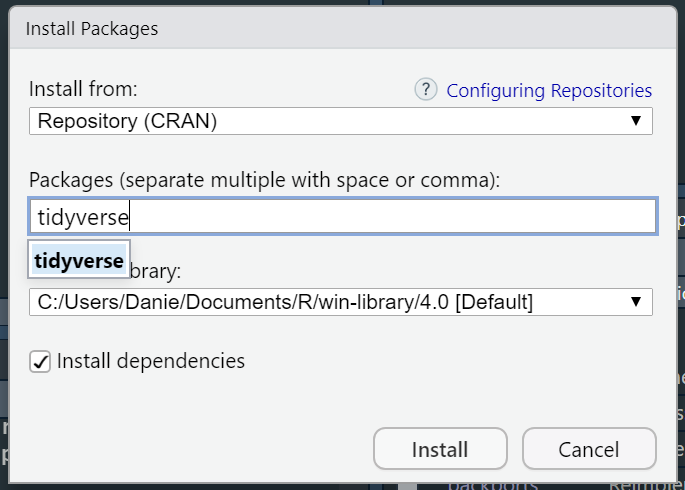 Install Packages
Install from:
? Configuring Repositories
Repository (CRAN)
Packages (separate multiple with space or comma):
tidyverse
tidyverse
brary:
C:/Users/Danie/Documents/R/win-library/4.0 [Default]
Install dependencies
Install
Cancel
backports